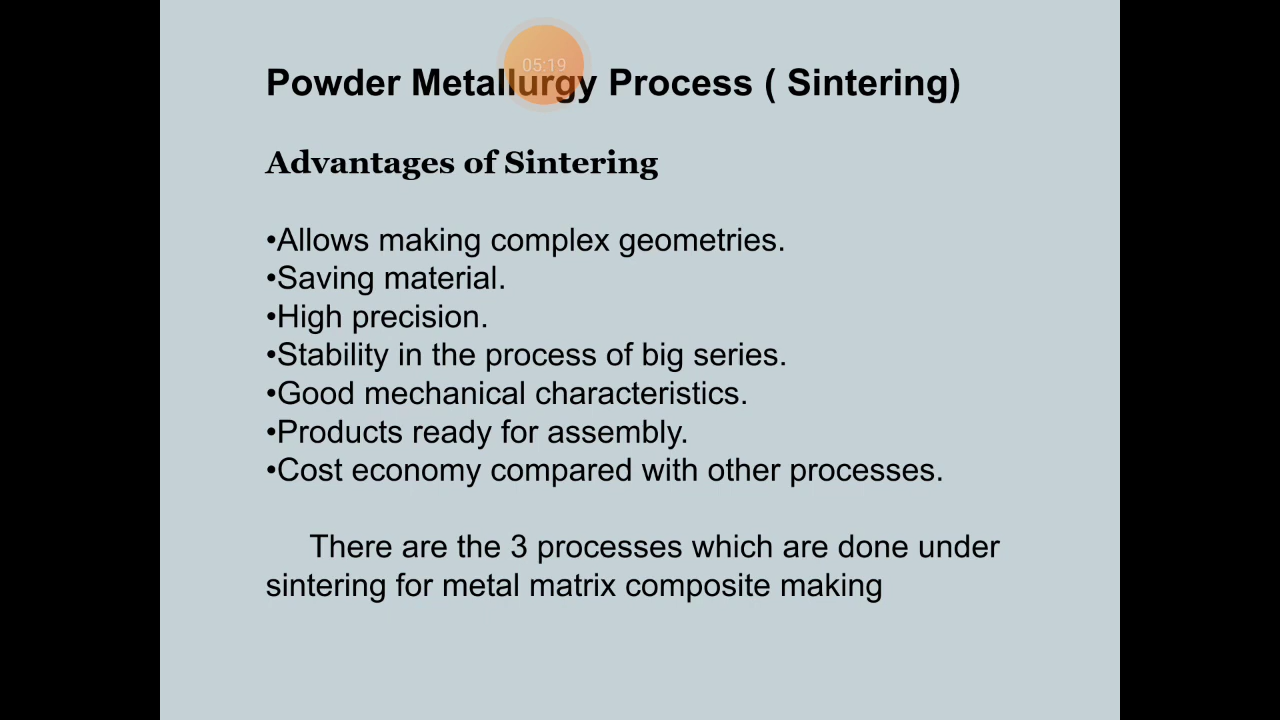 05:19
Powder Metallurgy Process ( Sintering)
Advantages of Sintering
•Allows making complex geometries.
•Saving material.
•High precision.
•Stability in the process of big series.
•Good mechanical characteristics.
•Products ready for assembly.
•Cost economy compared with other processes.
There are the 3 processes which are done under
sintering for metal matrix composite making